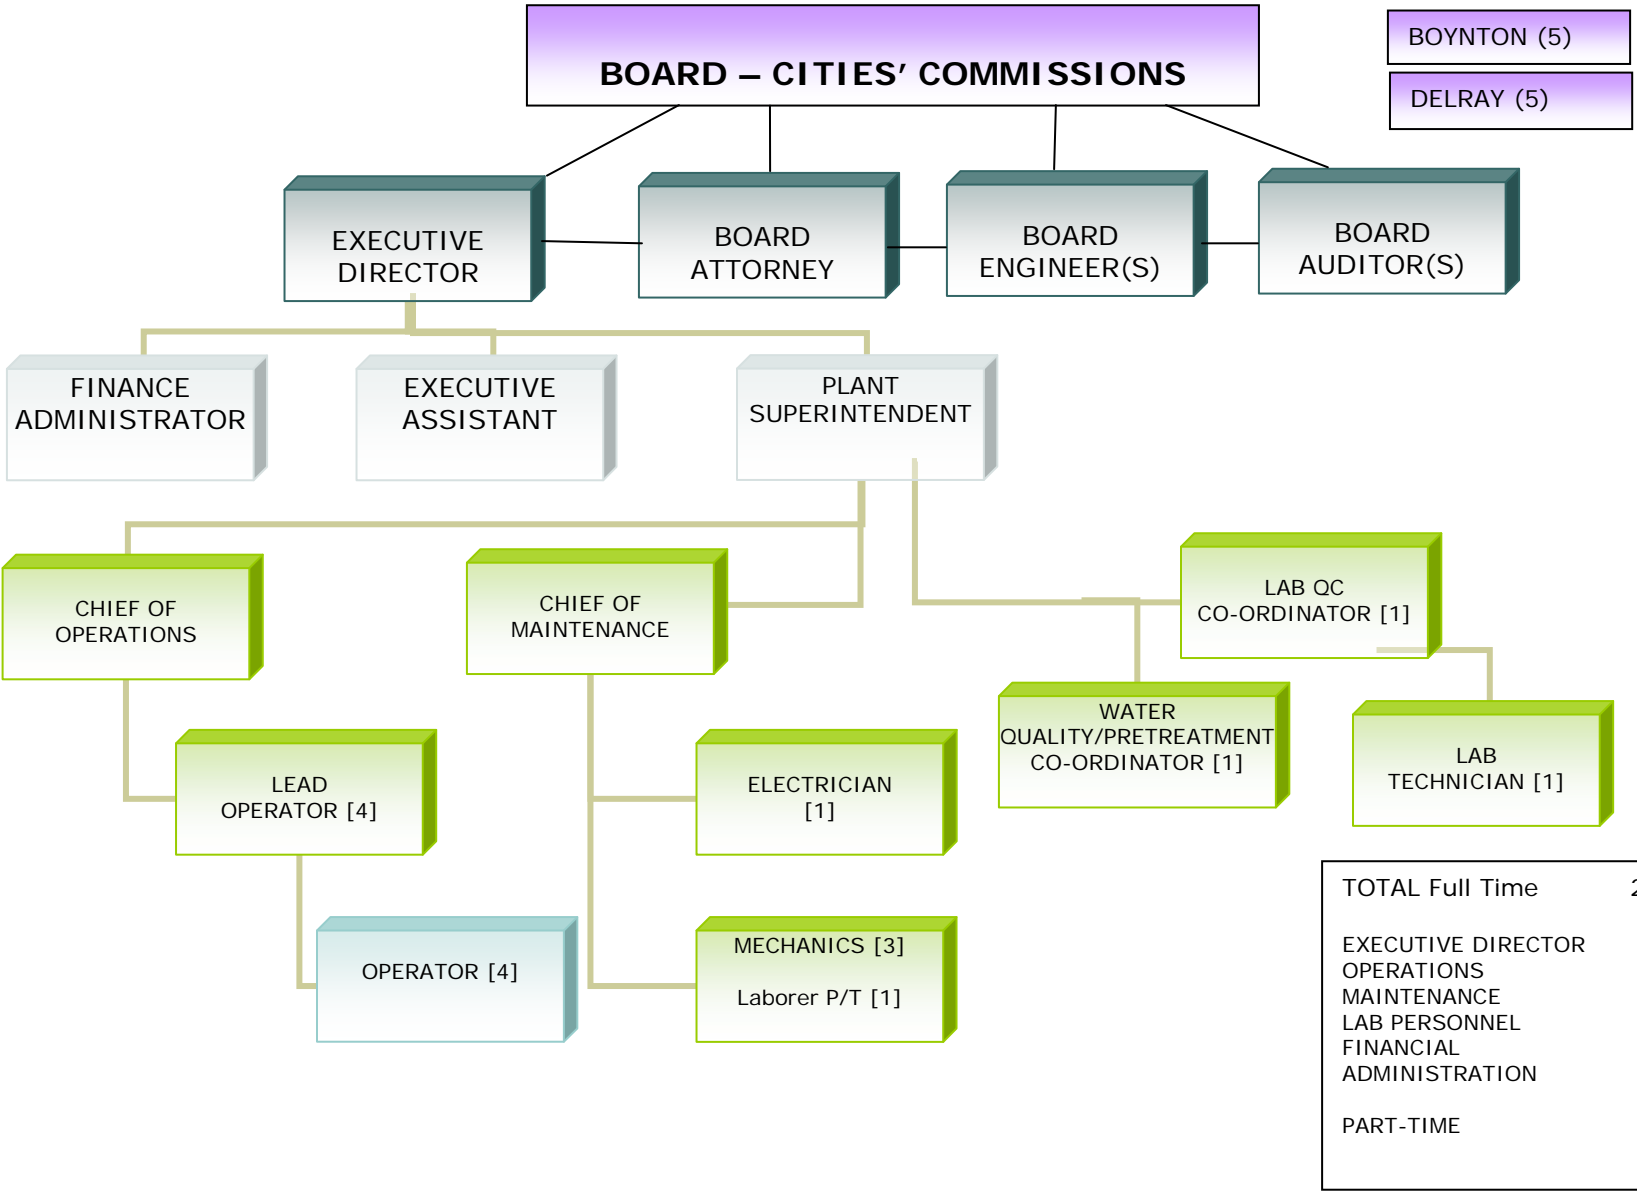 BOARD – CITIES' COMMISSIONS
BOYNTON (5)
DELRAY (5)
EXECUTIVE
DIRECTOR
BOARD
ATTORNEY
BOARD
ENGINEER(S)
BOARD
AUDITOR(S)
FINANCE
ADMINISTRATOR
EXECUTIVE
ASSISTANT
PLANT
SUPERINTENDENT
CHIEF OF
OPERATIONS
CHIEF OF
MAINTENANCE
LAB QC
CO-ORDINATOR [1]
WATER
QUALITY/PRETREATMENT
CO-ORDINATOR [1]
LAB
TECHNICIAN [1]
LEAD
OPERATOR [4]
ELECTRICIAN
[1]
OPERATOR [4]
MECHANICS [3]
Laborer P/T [1]
TOTAL Full Time
EXECUTIVE DIRECTOR
OPERATIONS
MAINTENANCE
LAB PERSONNEL
FINANCIAL
ADMINISTRATION
PART-TIME